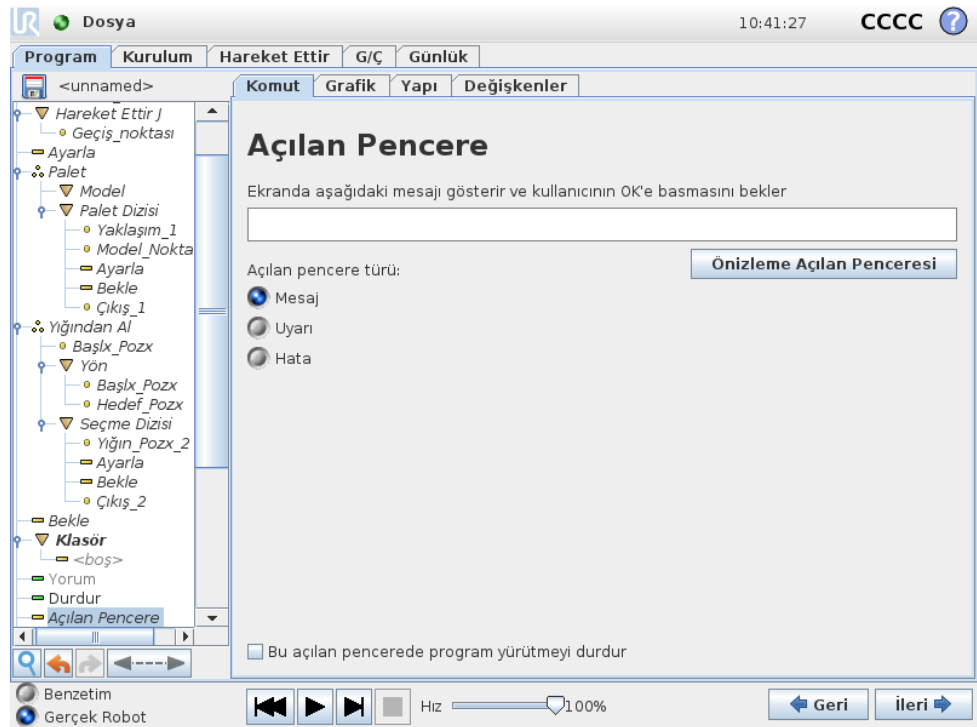 UR Dosya 10:41:27 CCCC ?
Program Kurulum Hareket Ettir G/Ç Günlük
<unnamed>
Komut Grafik Yapı Değişkenler
Hareket Ettir J
Geçiş_noktası
Ayarla
Palet
Model
Palet Dizisi
Yaklaşım_1
Model_Nokta
Ayarla
Bekle
Çıkış_1
Yığından Al
Başlx_Pozx
Yön
Başlx_Pozx
Hedef_Pozx
Seçme Dizisi
Yığın_Pozx_2
Ayarla
Bekle
Çıkış_2
Bekle
Klasör
<boş>
Yorum
Durdur
Açılan Pencere
Açılan Pencere
Ekranda aşağıdaki mesajı gösterir ve kullanıcının OK'e basmasını bekler
Önizleme Açılan Penceresi
Açılan pencere türü:
Mesaj
Uyarı
Hata
Bu açılan pencerede program yürütmeyi durdur
Benzetim
Gerçek Robot
Hız 100%
Geri İleri